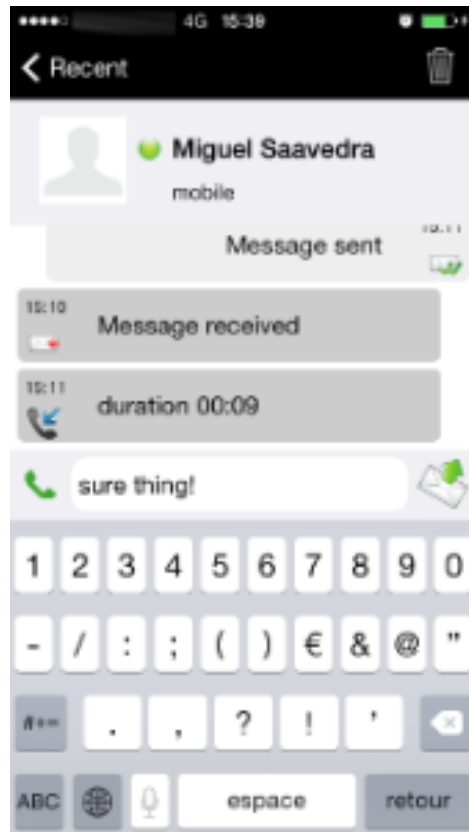 4G 15:39
Recent
Miguel Saavedra
mobile
Message sent
15:10
Message received
15:11
duration 00:09
sure thing!
1 2 3 4 5 6 7 8 9 0
- / : ; ( ) € & @ "
#+= . , ? ! '
ABC espace retour